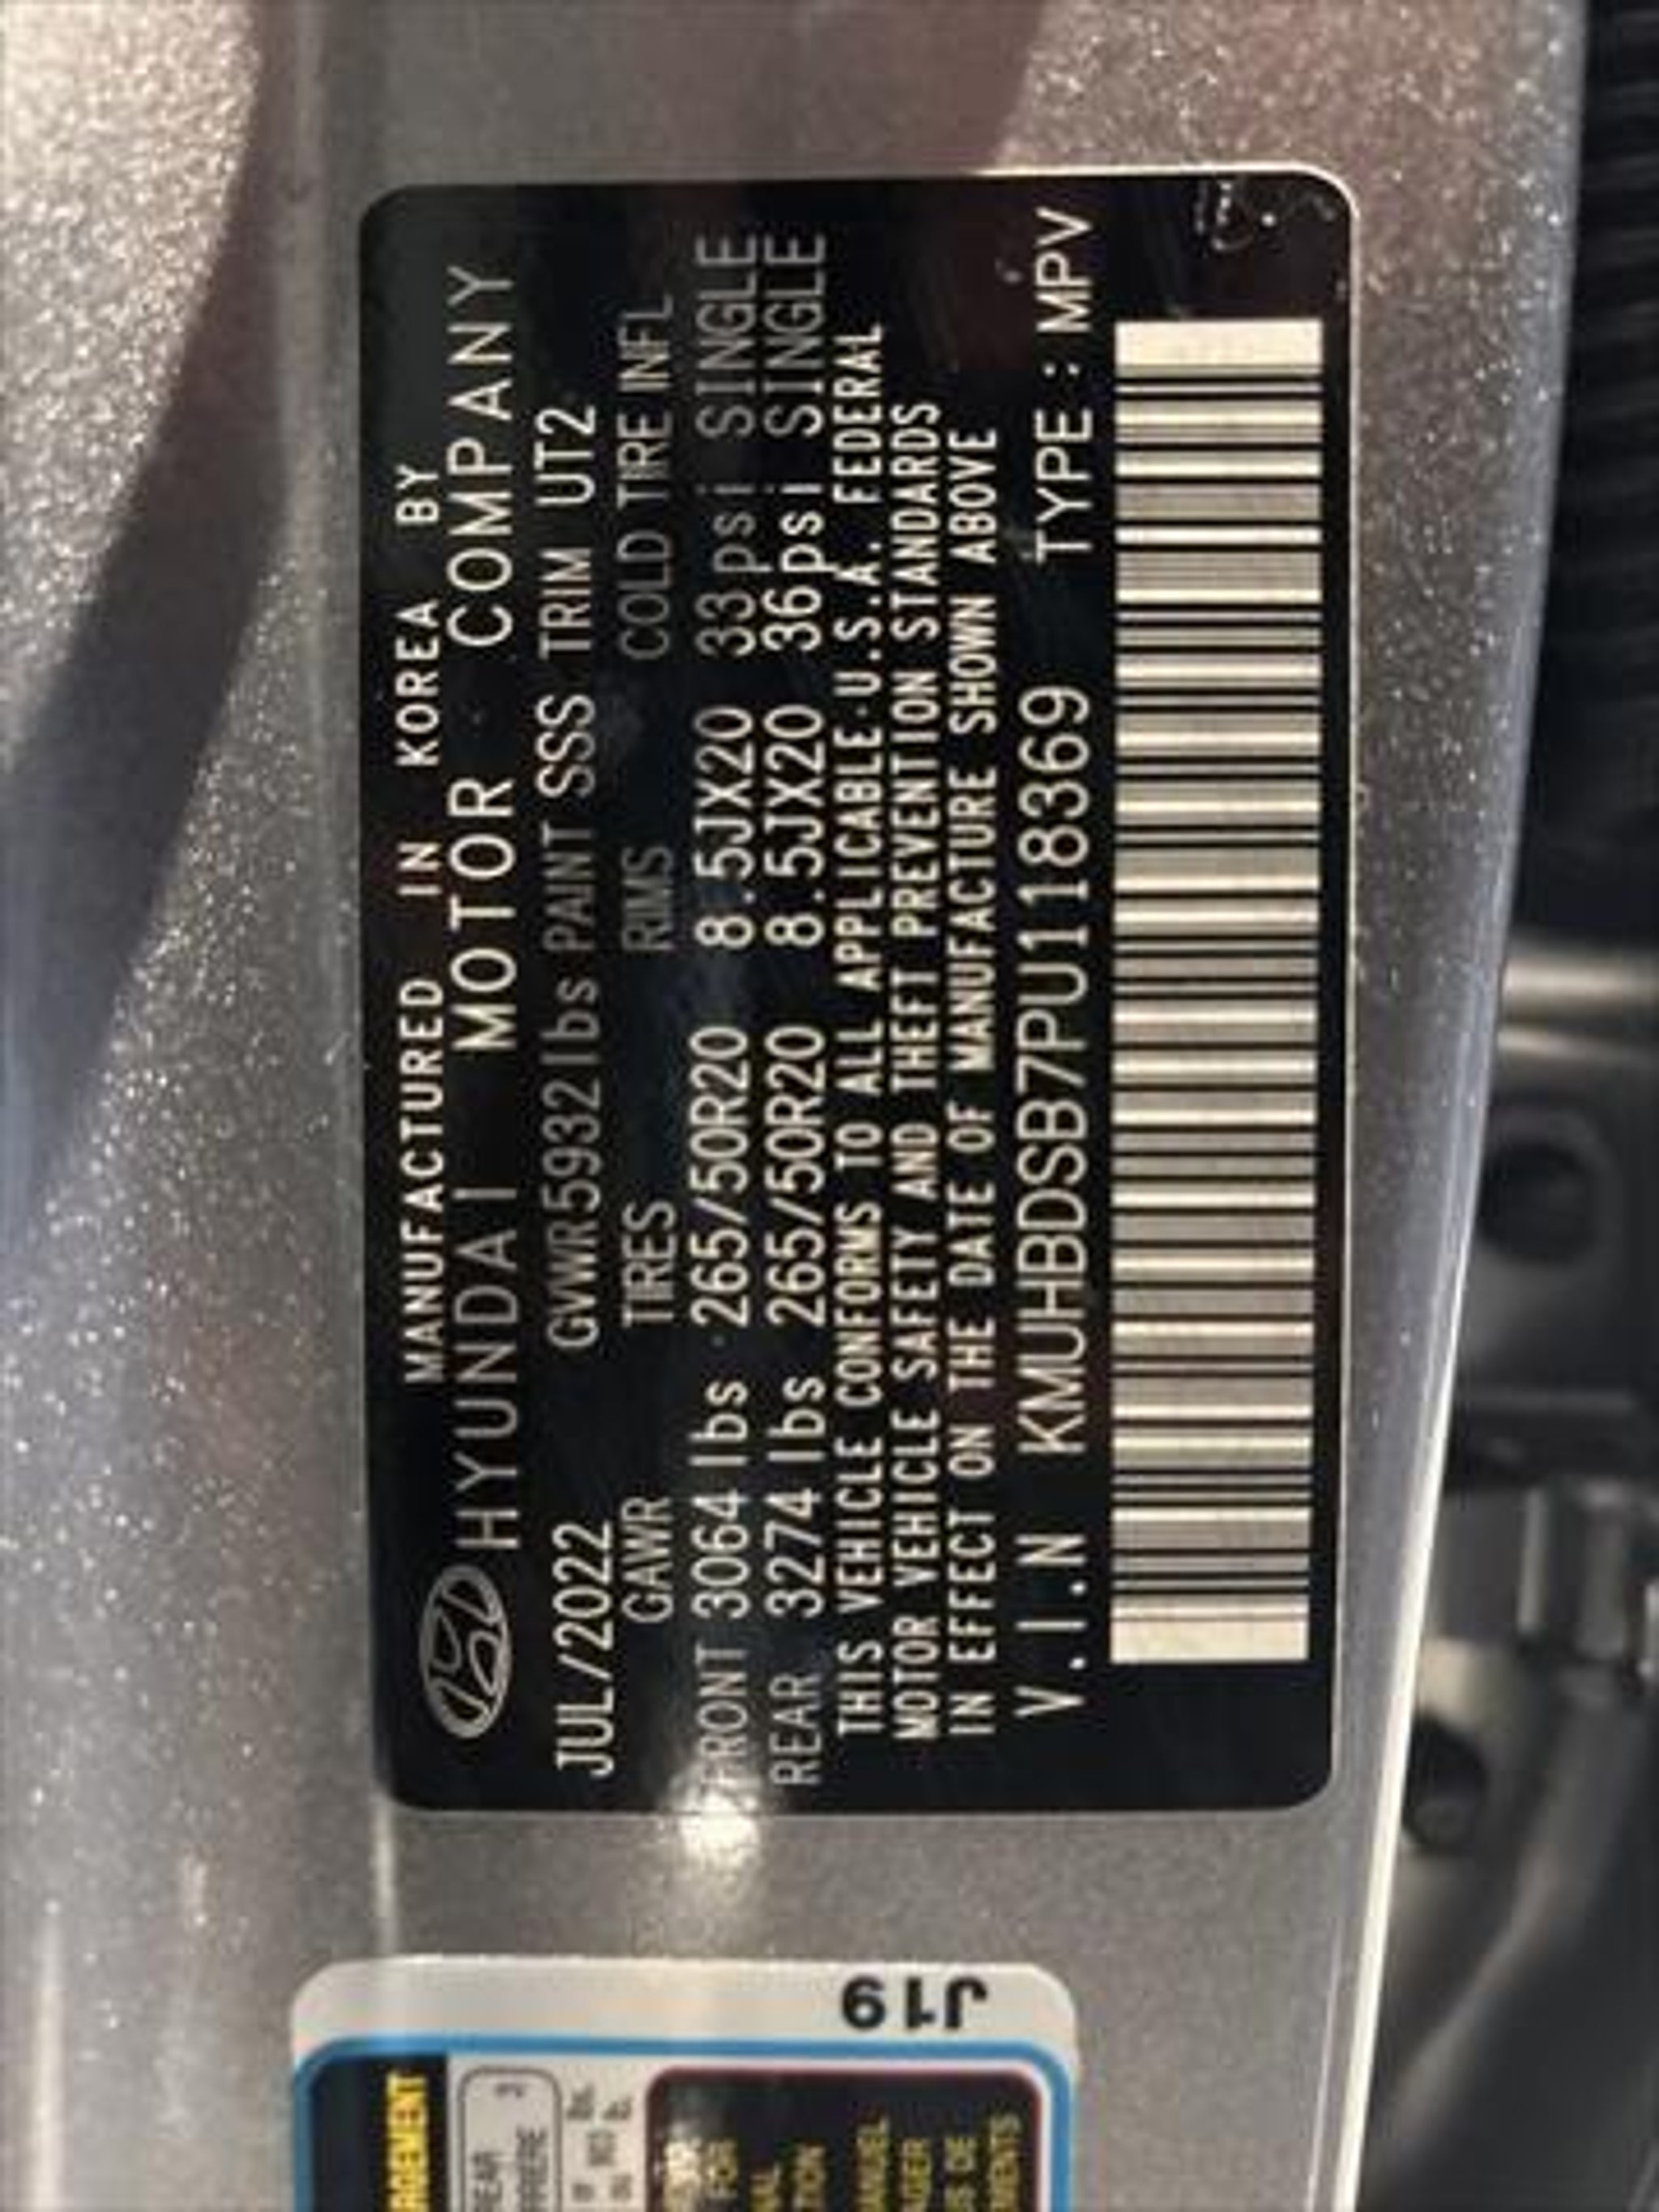 MANUFACTURED IN KOREA BY
HYUNDAI MOTOR COMPANY
JUL/2022 GVWR5932lbs PAINT SSS TRIM UT2
GAWR TIRES RIMS COLD TIRE INFL
FRONT 3064 lbs 265/50R20 8.5JX20 33psi SINGLE
REAR 3274 lbs 265/50R20 8.5JX20 36psi SINGLE
THIS VEHICLE CONFORMS TO ALL APPLICABLE U.S.A. FEDERAL
MOTOR VEHICLE SAFETY AND THEFT PREVENTION STANDARDS
IN EFFECT ON THE DATE OF MANUFACTURE SHOWN ABOVE
V.I.N KMUHBDSB7PU118369 TYPE : MPV
J19